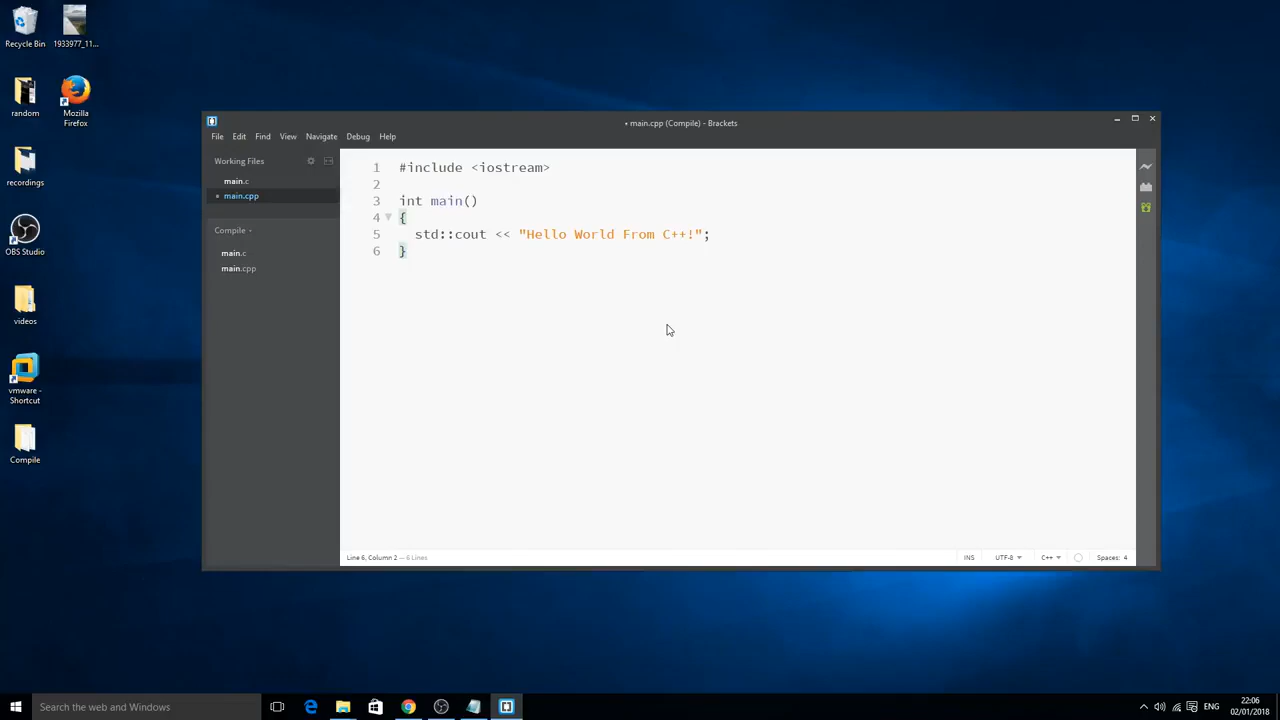 Recycle Bin
1933977_11...
random
Mozilla
Firefox
recordings
OBS Studio
videos
vmware -
Shortcut
Compile
• main.cpp (Compile) - Brackets
File Edit Find View Navigate Debug Help
Working Files
main.c
main.cpp
Compile
main.c
main.cpp
1 #include <iostream>
2
3 int main()
4 {
5 std::cout << "Hello World From C++!";
6 }
Line 6, Column 2 — 6 Lines
INS UTF-8 C++ Spaces: 4
Search the web and Windows
ENG
22:06
02/01/2018